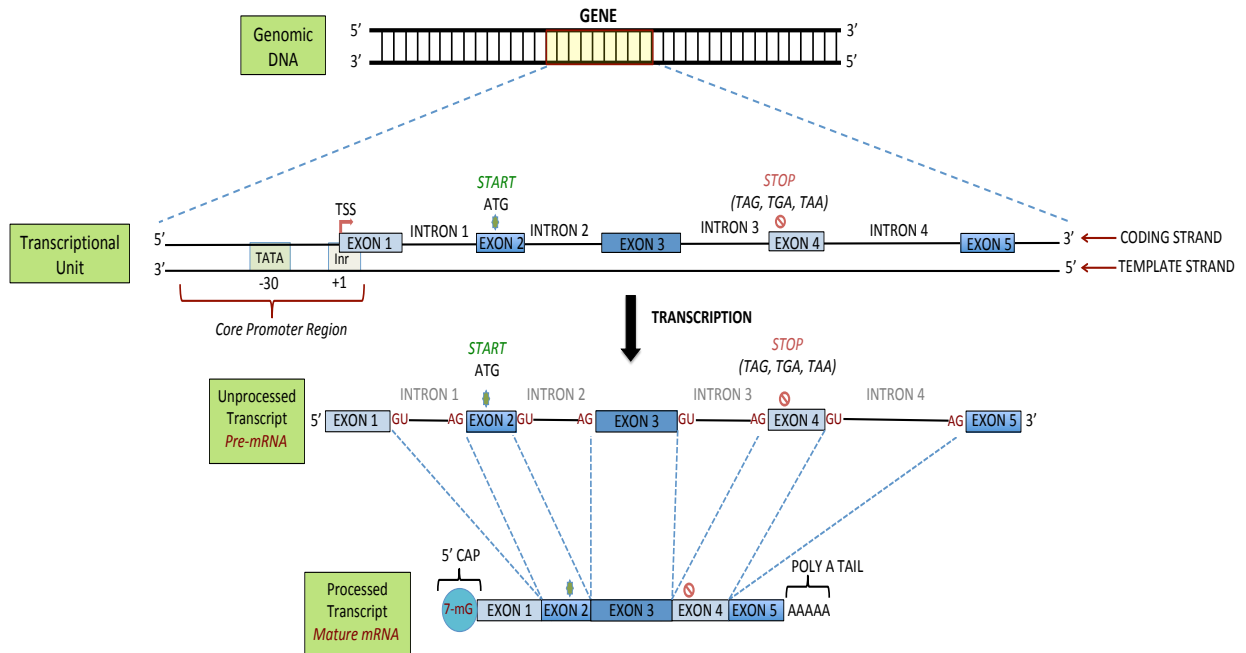 GENE
Genomic
DNA
5’ 3’
3’ 5’
START STOP
TSS ATG (TAG, TGA, TAA)
Transcriptional
Unit
5’ EXON 1 INTRON 1 EXON 2 INTRON 2 EXON 3 INTRON 3 EXON 4 INTRON 4 EXON 5 3’ CODING STRAND
3’ TATA Inr 5’ TEMPLATE STRAND
-30 +1
Core Promoter Region
TRANSCRIPTION
START STOP
ATG (TAG, TGA, TAA)
INTRON 1 INTRON 2 INTRON 3 INTRON 4
Unprocessed
Transcript
Pre-mRNA
5’ EXON 1 GU AG EXON 2 GU AG EXON 3 GU AG EXON 4 GU AG EXON 5 3’
5’ CAP POLY A TAIL
Processed
Transcript
Mature mRNA
7-mG EXON 1 EXON 2 EXON 3 EXON 4 EXON 5 AAAAA